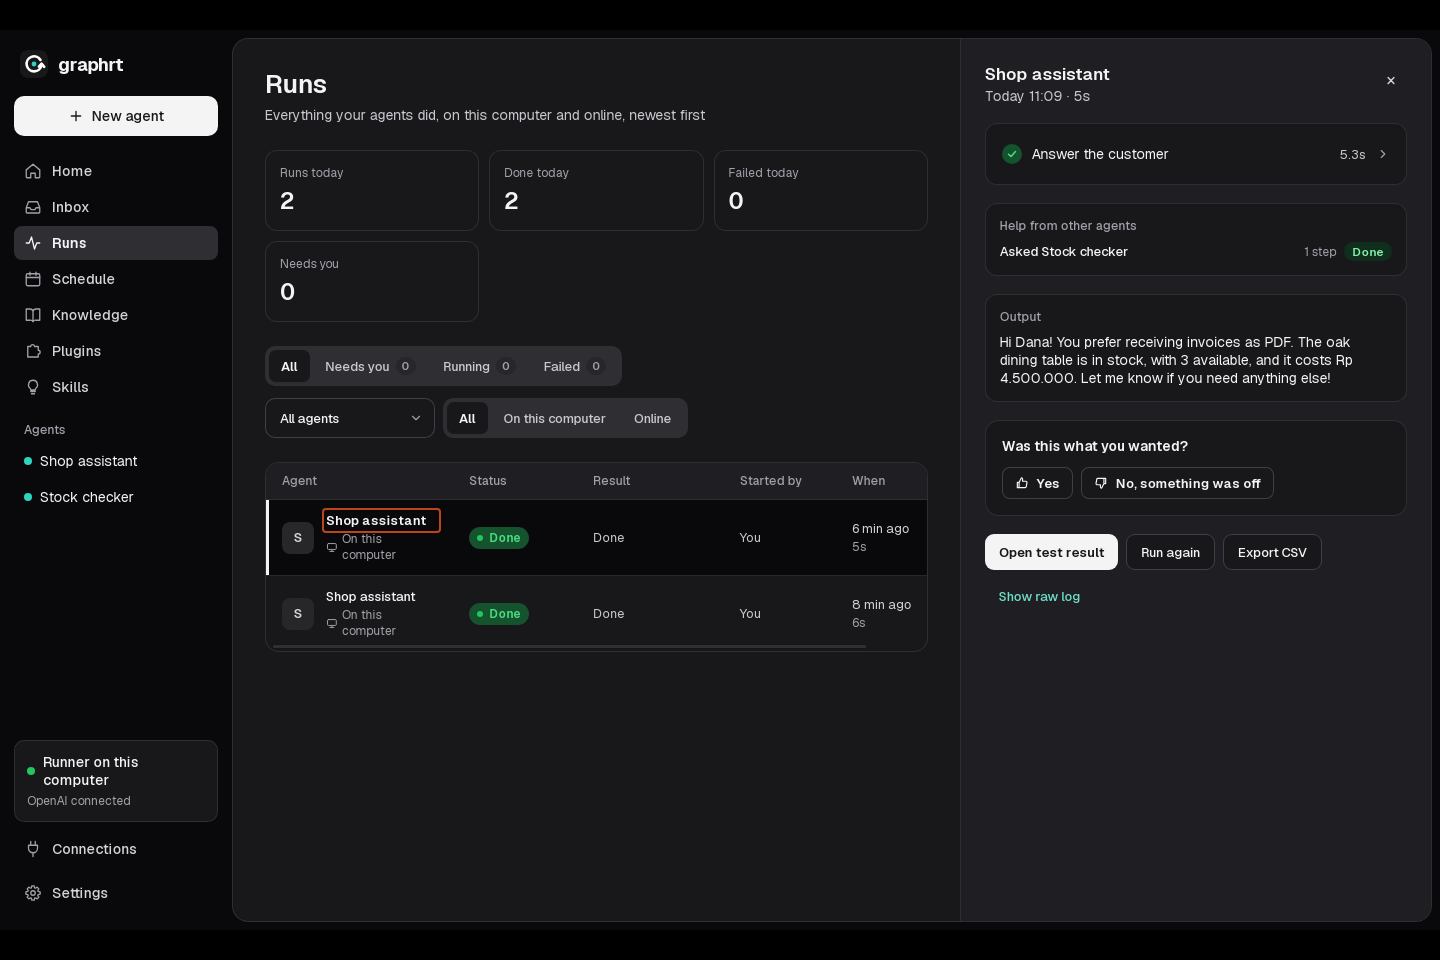 graphrt
New agent
Home
Inbox
Runs
Schedule
Knowledge
Plugins
Skills
Agents
Shop assistant
Stock checker
Runner on this
computer
OpenAI connected
Connections
Settings
Runs
Everything your agents did, on this computer and online, newest first
Runs today
2
Done today
2
Failed today
0
Needs you
0
All Needs you 0 Running 0 Failed 0
All agents All On this computer Online
Agent Status Result Started by When
Shop assistant
On this
computer
Done Done You
6 min ago
5s
S
Shop assistant
On this
computer
Done Done You
8 min ago
6s
S
Shop assistant
Today 11:09 · 5s
Answer the customer 5.3s
Help from other agents
Asked Stock checker 1 step Done
Output
Hi Dana! You prefer receiving invoices as PDF. The oak
dining table is in stock, with 3 available, and it costs Rp
4.500.000. Let me know if you need anything else!
Was this what you wanted?
Yes No, something was off
Open test result Run again Export CSV
Show raw log